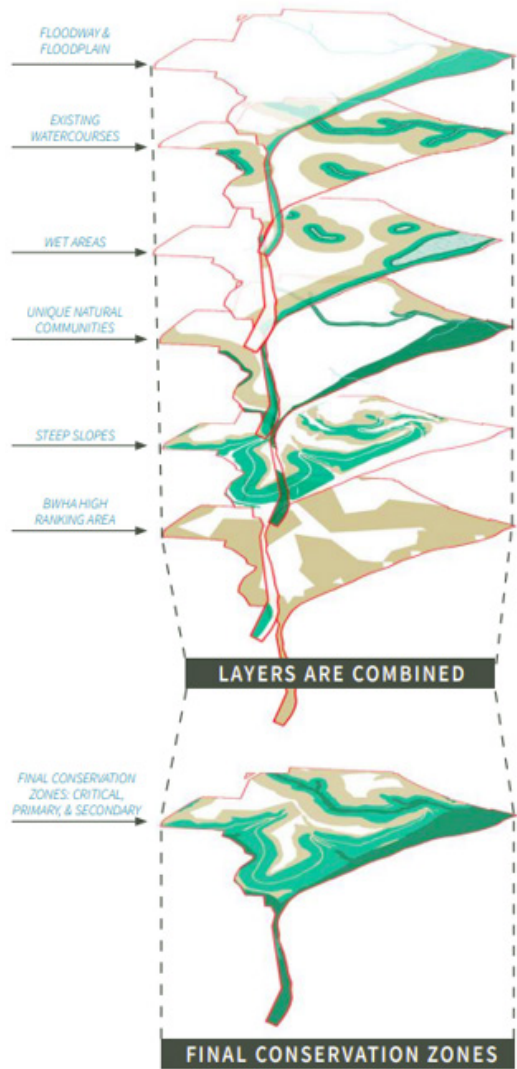 FLOODWAY &
FLOODPLAIN
EXISTING
WATERCOURSES
WET AREAS
UNIQUE NATURAL
COMMUNITIES
STEEP SLOPES
BWHA HIGH
RANKING AREA
LAYERS ARE COMBINED
FINAL CONSERVATION
ZONES: CRITICAL,
PRIMARY, & SECONDARY
FINAL CONSERVATION ZONES